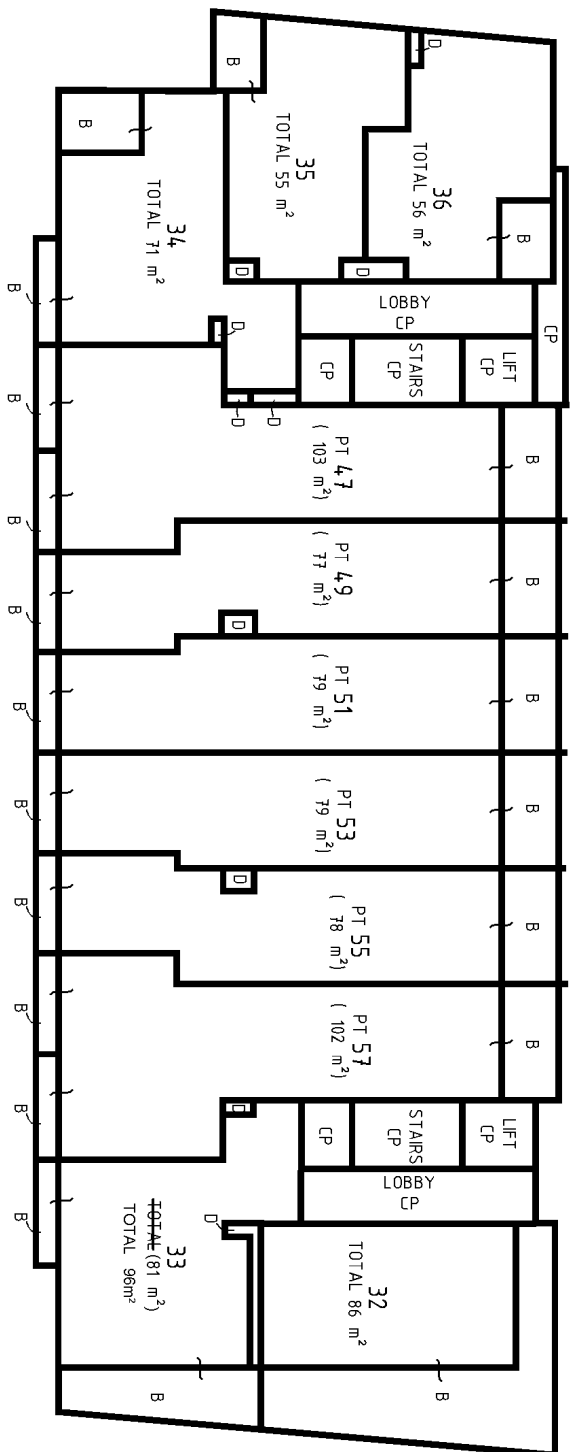 D
B
36
TOTAL 56 m²
B
35
TOTAL 55 m²
B
34
TOTAL 71 m²
B
D
D
D
D
D
LOBBY
CP
CP
LIFT
CP
STAIRS
CP
CP
B
B
PT 47
( 103 m²)
B
B
B
PT 49
( 77 m²)
D
B
B
PT 51
( 79 m²)
B
B
PT 53
( 79 m²)
B
B
PT 55
( 78 m²)
D
B
B
PT 57
( 102 m²)
B
B
D
LIFT
CP
STAIRS
CP
CP
LOBBY
CP
D
33
TOTAL (81 m²)
TOTAL 96m²
B
B
32
TOTAL 86 m²
B